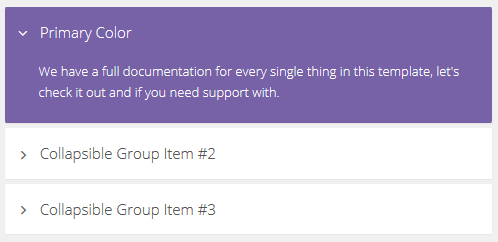 Primary Color
We have a full documentation for every single thing in this template, let's
check it out and if you need support with.
Collapsible Group Item #2
Collapsible Group Item #3